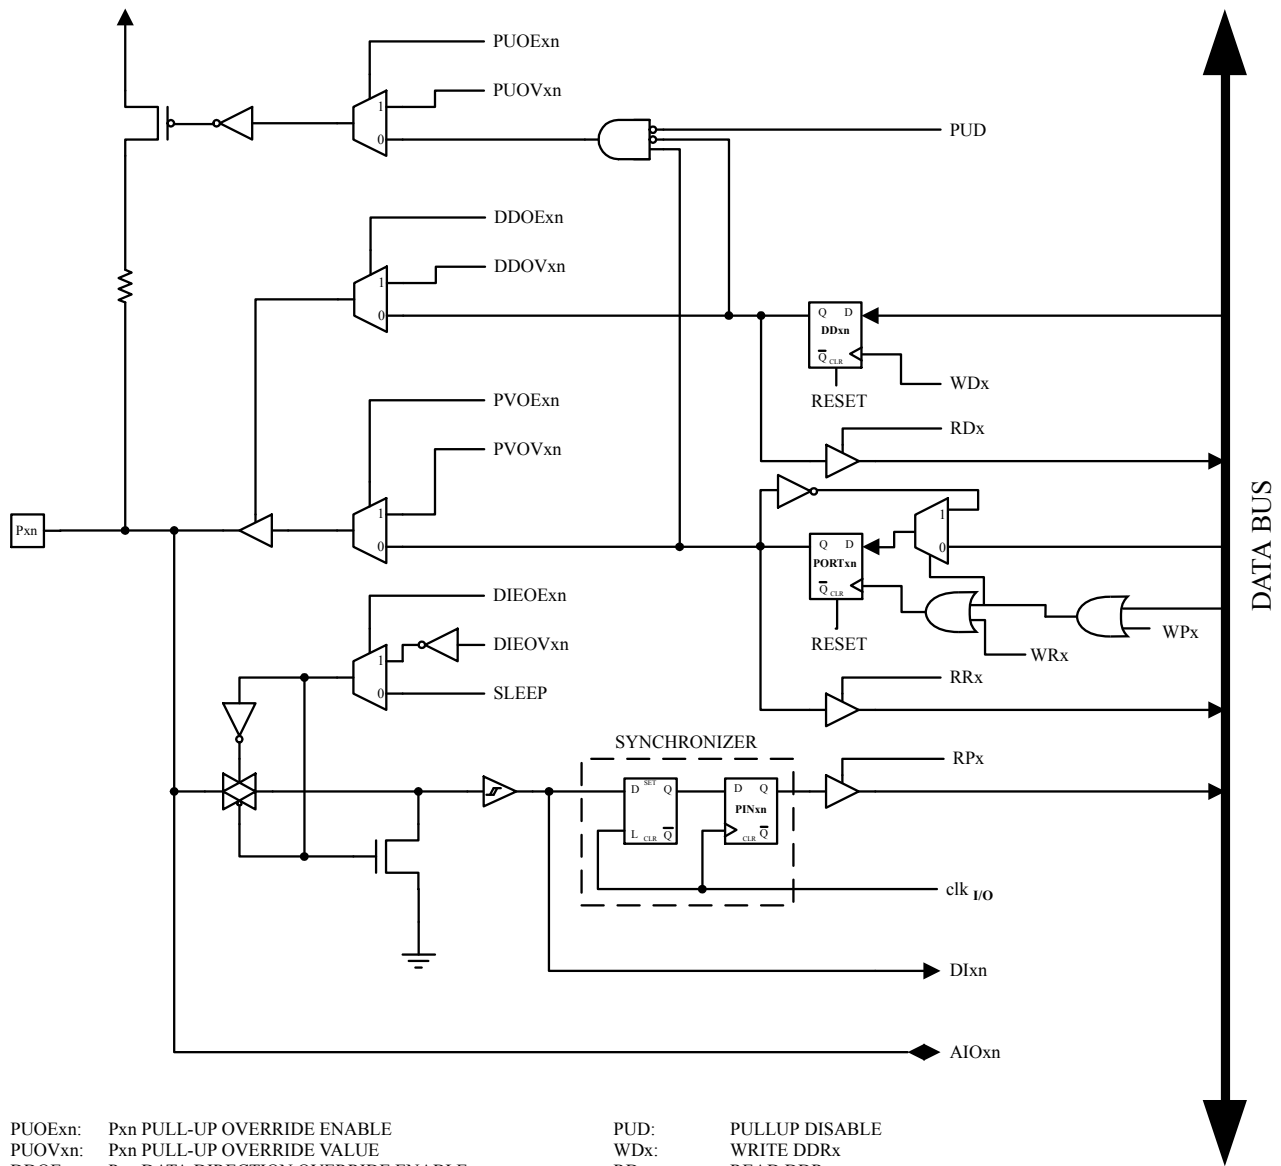 PUOExn
PUOVxn
1
0
PUD
DDOExn
DDOVxn
1
0
Q D
DDxn
Q CLR
WDx
RESET
RDx
PVOExn
PVOVxn
1
0
Pxn
1
0
Q D
PORTxn
Q CLR
RESET
WRx
WPx
DATA BUS
DIEOExn
DIEOVxn
1
0
SLEEP
RRx
SYNCHRONIZER
RPx
D SET Q
L CLR Q
D Q
PINxn
CLR Q
clk I/O
DIxn
AIOxn
PUOExn: Pxn PULL-UP OVERRIDE ENABLE
PUOVxn: Pxn PULL-UP OVERRIDE VALUE
PUD: PULLUP DISABLE
WDx: WRITE DDRx